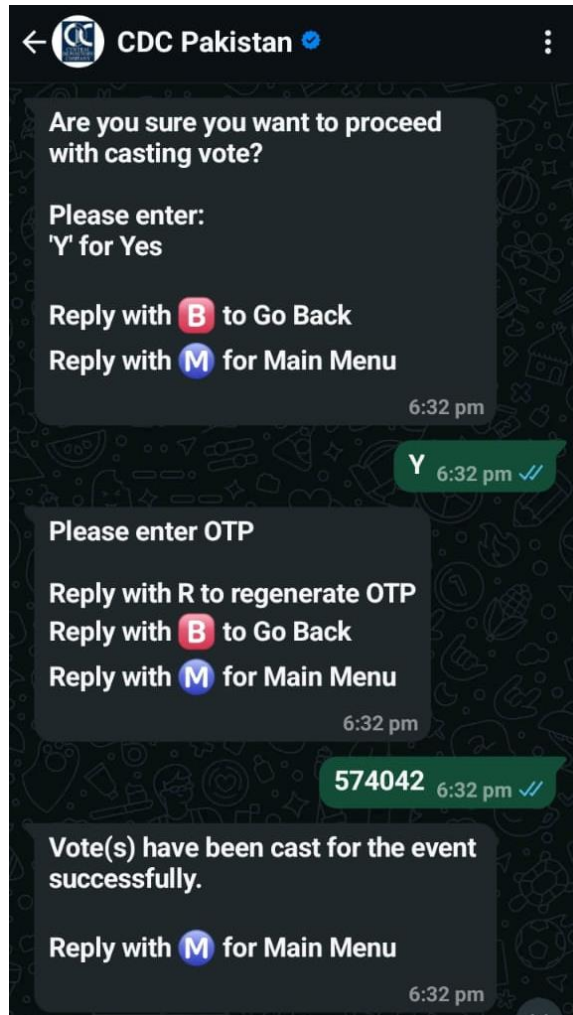 CDC Pakistan
Are you sure you want to proceed
with casting vote?
Please enter:
'Y' for Yes
Reply with B to Go Back
Reply with M for Main Menu
6:32 pm
Y 6:32 pm
Please enter OTP
Reply with R to regenerate OTP
Reply with B to Go Back
Reply with M for Main Menu
6:32 pm
574042 6:32 pm
Vote(s) have been cast for the event
successfully.
Reply with M for Main Menu
6:32 pm